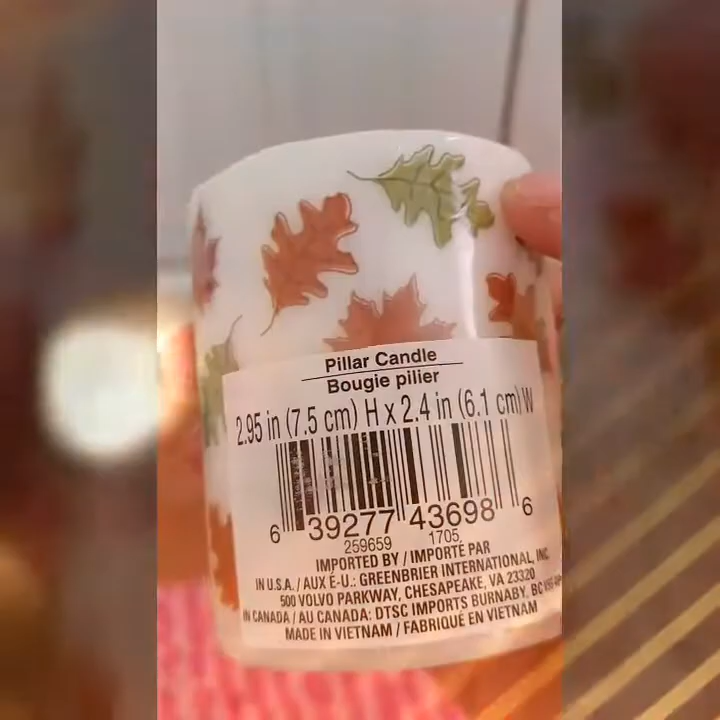 Pillar Candle
Bougie pilier
2.95 in (7.5 cm) H x 2.4 in (6.1 cm) W
6 39277 43698 6
259659 1705
IMPORTED BY / IMPORTÉ PAR
IN U.S.A. / AUX É-U.: GREENBRIER INTERNATIONAL, INC
500 VOLVO PARKWAY, CHESAPEAKE, VA 23320
IN CANADA / AU CANADA: DTSC IMPORTS BURNABY, BC
MADE IN VIETNAM / FABRIQUÉ EN VIETNAM